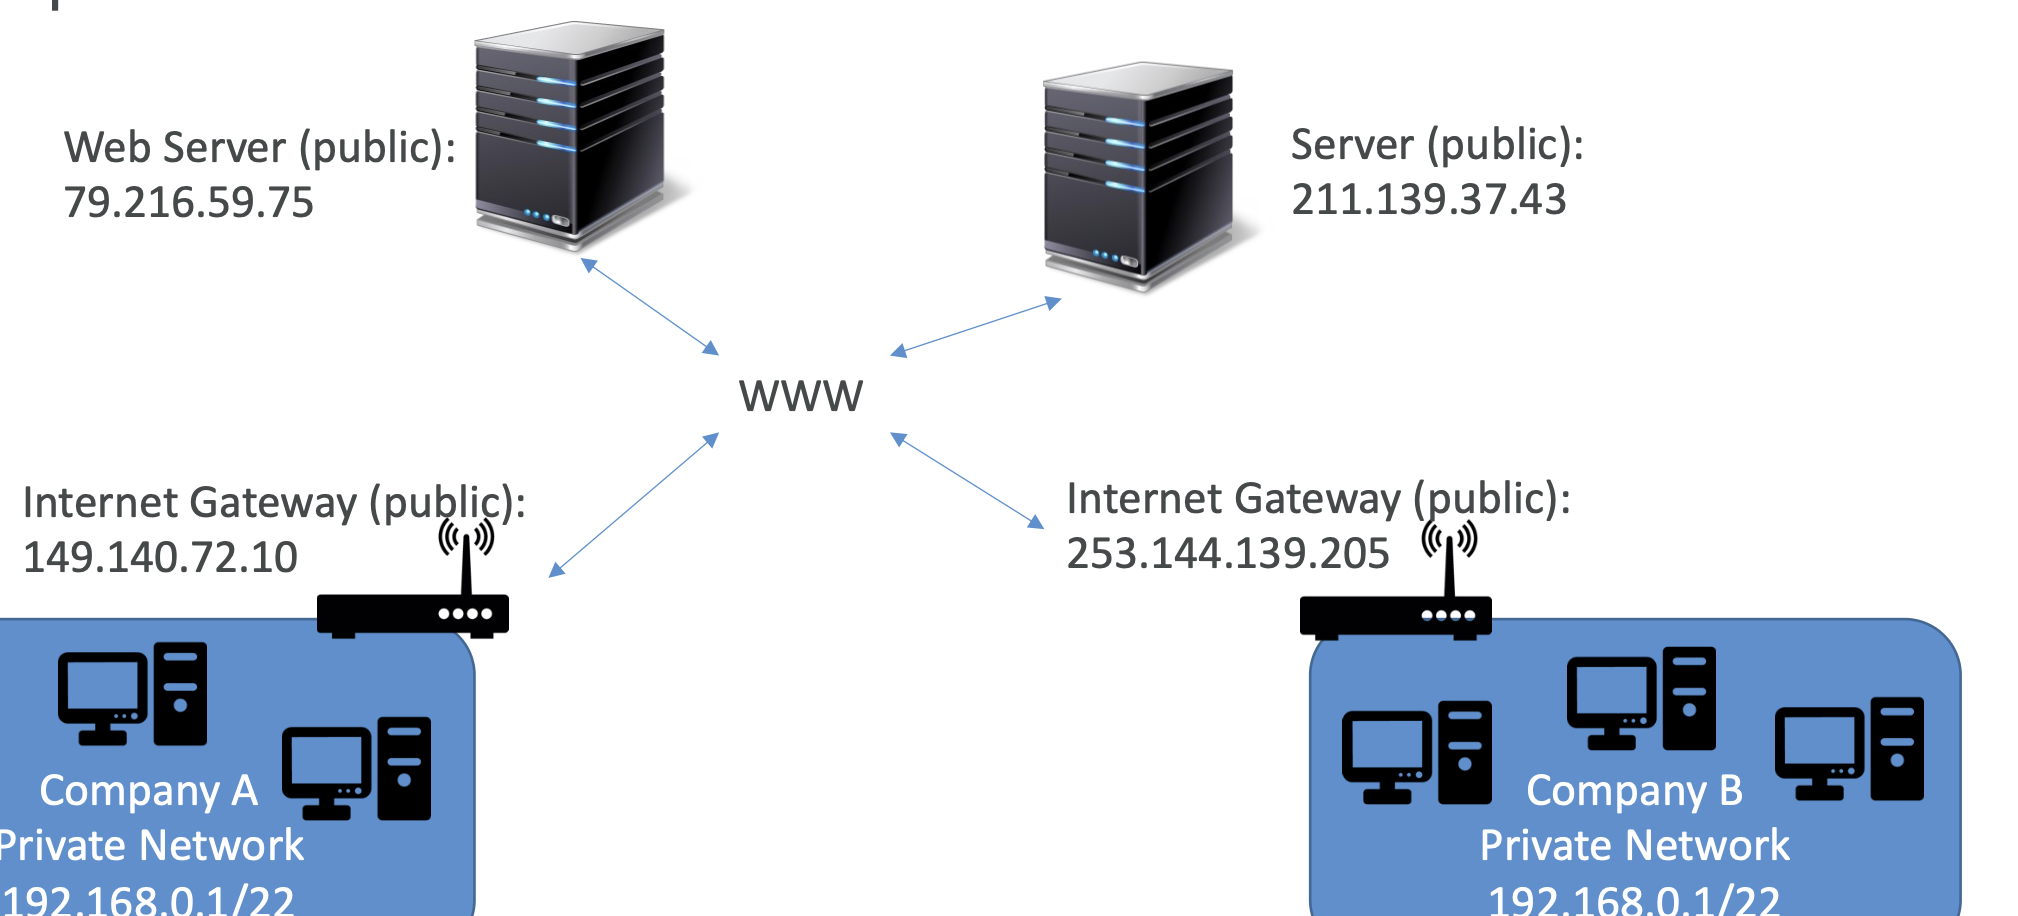 Web Server (public):
79.216.59.75
Server (public):
211.139.37.43
WWW
Internet Gateway (public):
149.140.72.10
Internet Gateway (public):
253.144.139.205
Company A
Private Network
192.168.0.1/22
Company B
Private Network
192.168.0.1/22